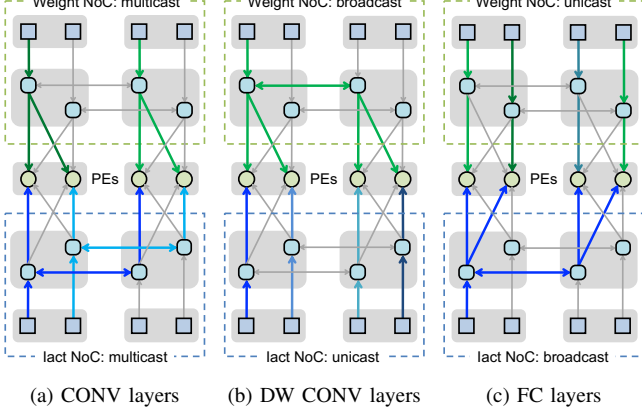 Weight NoC: multicast
Weight NoC: broadcast
Weight NoC: unicast
PEs
PEs
PEs
Iact NoC: multicast
Iact NoC: unicast
Iact NoC: broadcast
(a) CONV layers
(b) DW CONV layers
(c) FC layers